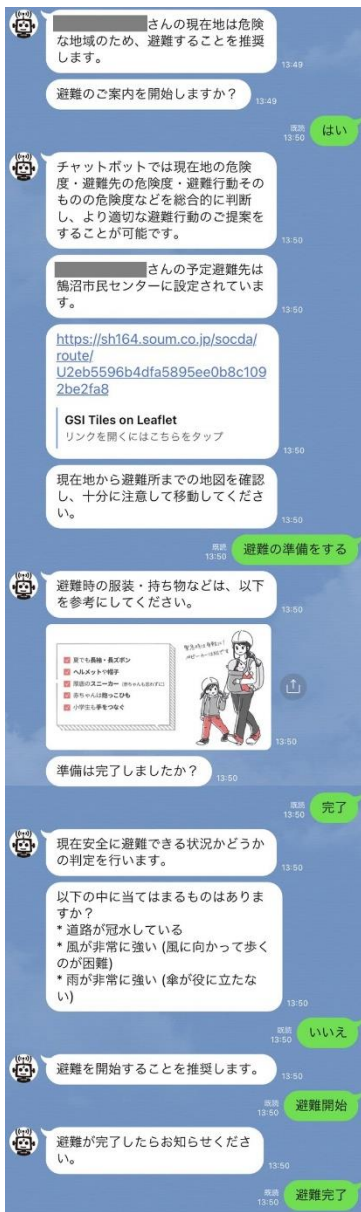 さんの現在地は危険
な地域のため、避難することを推奨
します。
13:49
避難のご案内を開始しますか？
13:49
既読
13:50
はい
チャットボットでは現在地の危険
度・避難先の危険度・避難行動その
ものの危険度などを総合的に判断
し、より適切な避難行動のご提案を
することが可能です。
13:50
さんの予定避難先は
鵠沼市民センターに設定されていま
す。
13:50
https://sh164.soum.co.jp/socda/
route/
U2eb5596b4dfa5895ee0b8c109
2be2fa8
GSI Tiles on Leaflet
リンクを開くにはこちらをタップ
13:50
現在地から避難所までの地図を確認
し、十分に注意して移動してくださ
い。
13:50
既読
13:50
避難の準備をする
避難時の服装・持ち物などは、以下
を参考にしてください。
13:50
夏でも長袖・長ズボン
ヘルメットや帽子
厚底のスニーカー (赤ちゃんも忘れずに)
赤ちゃんは抱っこひも
小学生も手をつなぐ
13:50
準備は完了しましたか？
13:50
既読
13:50
完了
現在安全に避難できる状況かどうか
の判定を行います。
13:50
以下の中に当てはまるものはありま
すか？
* 道路が冠水している
* 風が非常に強い (風に向かって歩く
のが困難)
* 雨が非常に強い (傘が役に立たな
い)
13:50
既読
13:50
いいえ
避難を開始することを推奨します。
13:50
既読
13:50
避難開始
避難が完了したらお知らせくださ
い。
13:50
既読
13:50
避難完了